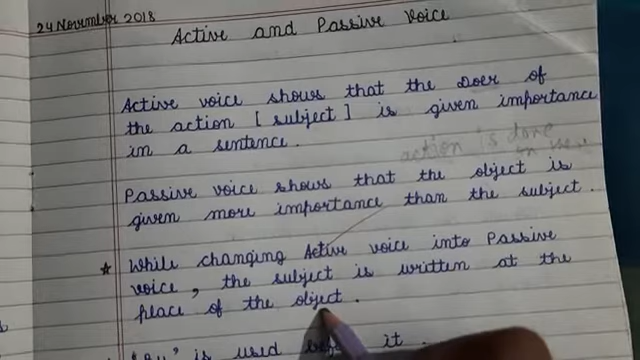 24 November 2018
Active and Passive Voice
Active voice shows that the Doer of
the action [ subject ] is given importance
in a sentence.
action is done
on the
Passive voice shows that the object is
given more importance than the subject.
* While changing Active voice into Passive
voice, the subject is written at the
place of the object.
is used it.